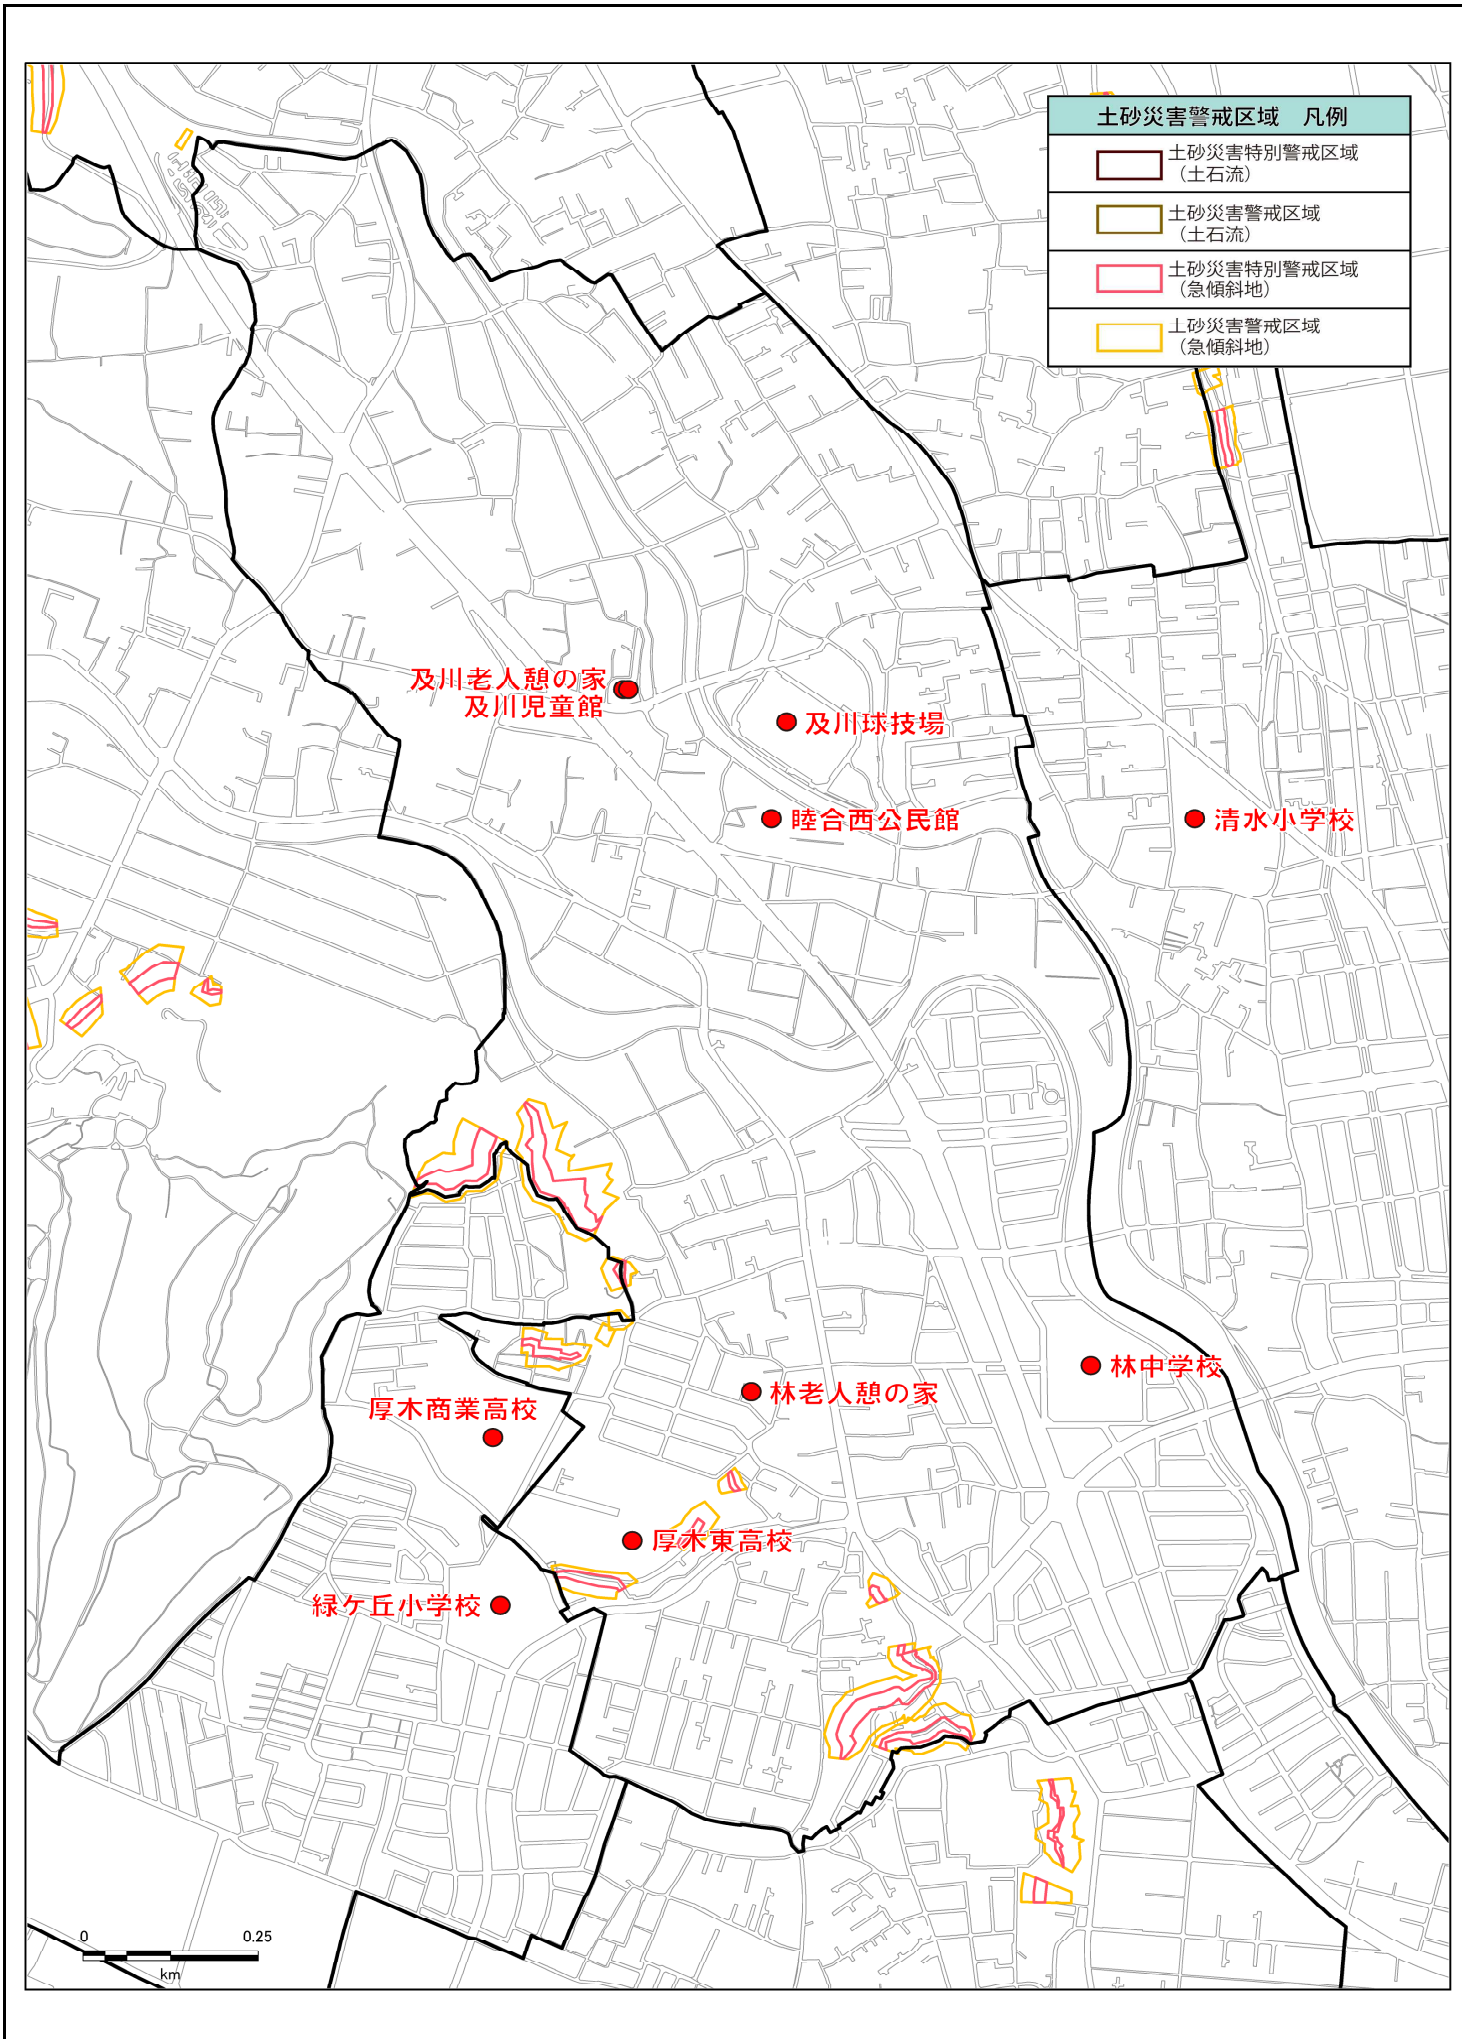 土砂災害警戒区域　凡例
土砂災害特別警戒区域
（土石流）
土砂災害警戒区域
（土石流）
土砂災害特別警戒区域
（急傾斜地）
土砂災害警戒区域
（急傾斜地）
及川老人憩の家
及川児童館
及川球技場
睦合西公民館
清水小学校
林中学校
林老人憩の家
厚木商業高校
厚木東高校
緑ケ丘小学校
0 0.25
km